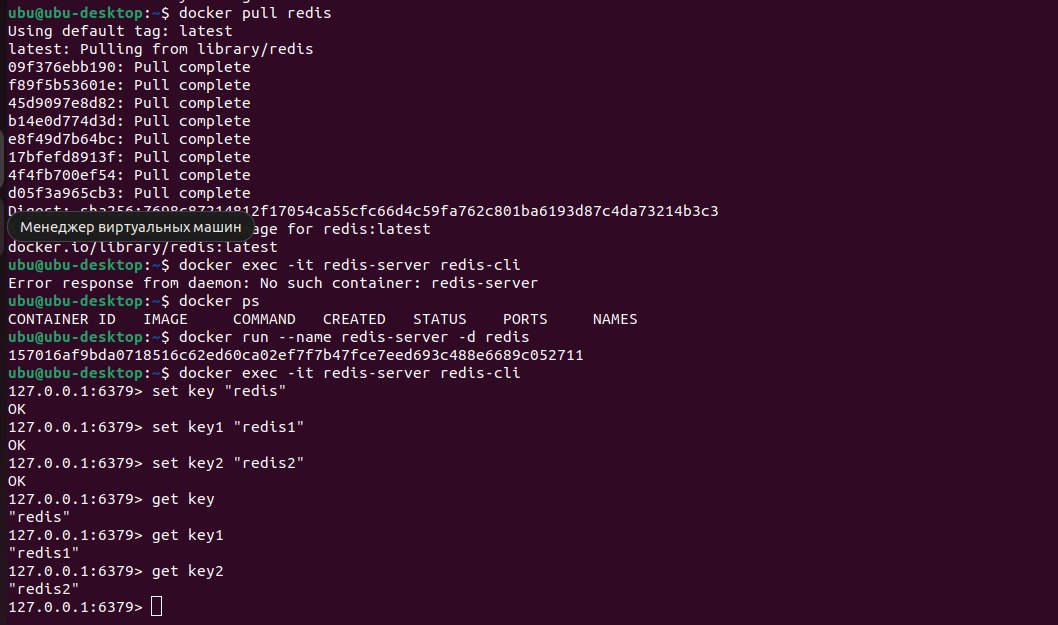 ubu@ubu-desktop:~$ docker pull redis
Using default tag: latest
latest: Pulling from library/redis
09f376ebb190: Pull complete
f89f5b53601e: Pull complete
45d9097e8d82: Pull complete
b14e0d774d3d: Pull complete
e8f49d7b64bc: Pull complete
17bfefd8913f: Pull complete
4f4fb700ef54: Pull complete
d05f3a965cb3: Pull complete
Digest: sha256:7698c87214812f17054ca55cfc66d4c59fa762c801ba6193d87c4da73214b3c3
Менеджер виртуальных машин
age for redis:latest
docker.io/library/redis:latest
ubu@ubu-desktop:~$ docker exec -it redis-server redis-cli
Error response from daemon: No such container: redis-server
ubu@ubu-desktop:~$ docker ps
CONTAINER ID   IMAGE     COMMAND   CREATED   STATUS    PORTS     NAMES
ubu@ubu-desktop:~$ docker run --name redis-server -d redis
157016af9bda0718516c62ed60ca02ef7f7b47fce7eed693c488e6689c052711
ubu@ubu-desktop:~$ docker exec -it redis-server redis-cli
127.0.0.1:6379> set key "redis"
OK
127.0.0.1:6379> set key1 "redis1"
OK
127.0.0.1:6379> set key2 "redis2"
OK
127.0.0.1:6379> get key
"redis"
127.0.0.1:6379> get key1
"redis1"
127.0.0.1:6379> get key2
"redis2"
127.0.0.1:6379>